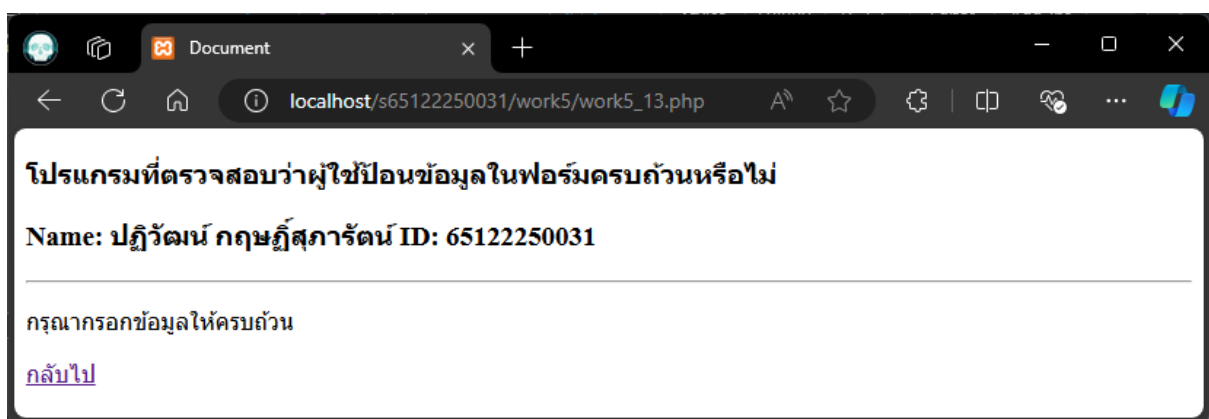 Document
localhost/s65122250031/work5/work5_13.php
โปรแกรมที่ตรวจสอบว่าผู้ใช้ป้อนข้อมูลในฟอร์มครบถ้วนหรือไม่
Name: ปฏิวัฒน์ กฤษฏิ์สุภารัตน์ ID: 65122250031
กรุณากรอกข้อมูลให้ครบถ้วน
กลับไป